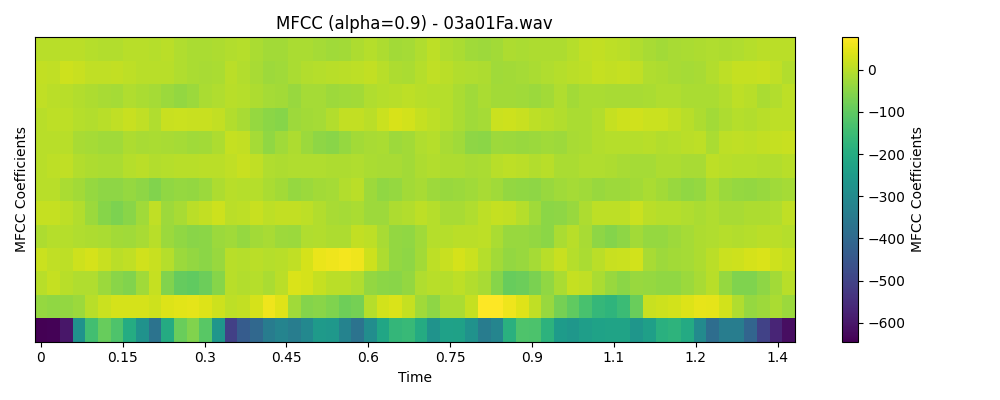 MFCC (alpha=0.9) - 03a01Fa.wav
MFCC Coefficients
0 0.15 0.3 0.45 0.6 0.75 0.9 1.1 1.2 1.4
Time
0
−100
−200
−300
−400
−500
−600
MFCC Coefficients